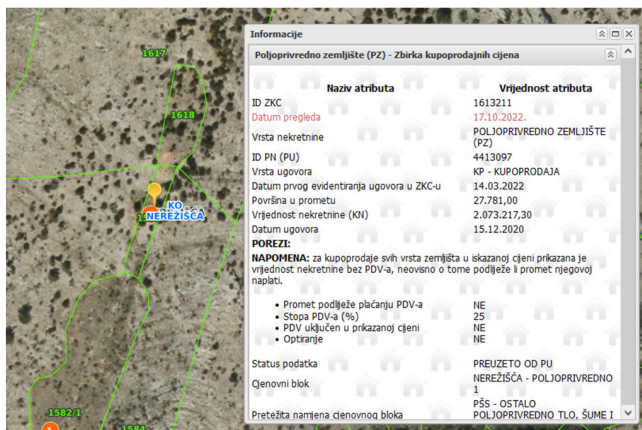 1617
1618
KO
NEREŽIŠĆA
1582/1
1584
Informacije
Poljoprivredno zemljište (PZ) - Zbirka kupoprodajnih cijena
Naziv atributa Vrijednost atributa
ID ZKC 1613211
Datum pregleda 17.10.2022.
Vrsta nekretnine POLJOPRIVREDNO ZEMLJIŠTE
(PZ)
ID PN (PU) 4413097
Vrsta ugovora KP - KUPOPRODAJA
Datum prvog evidentiranja ugovora u ZKC-u 14.03.2022
Površina u prometu 27.781,00
Vrijednost nekretnine (KN) 2.073.217,30
Datum ugovora 15.12.2020
POREZI:
NAPOMENA: za kupoprodaje svih vrsta zemljišta u iskazanoj cijeni prikazana je
vrijednost nekretnine bez PDV-a, neovisno o tome podliježe li promet njegovoj
naplati.
• Promet podliježe plaćanju PDV-a NE
• Stopa PDV-a (%) 25
• PDV uključen u prikazanoj cijeni NE
• Optiranje NE
Status podatka PREUZETO OD PU
Cjenovni blok NEREŽIŠĆA - POLJOPRIVREDNO
1
Pretežita namjena cjenovnog bloka PŠS - OSTALO
POLJOPRIVREDNO TLO, ŠUME I